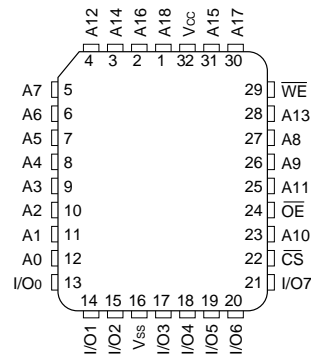 A12 A14 A16 A18 Vcc A15 A17
4 3 2 1 32 31 30
A7 5 29 W̅E̅
A6 6 28 A13
A5 7 27 A8
A4 8 26 A9
A3 9 25 A11
A2 10 24 O̅E̅
A1 11 23 A10
A0 12 22 C̅S̅
I/O0 13 21 I/O7
14 15 16 17 18 19 20
I/O1 I/O2 Vss I/O3 I/O4 I/O5 I/O6